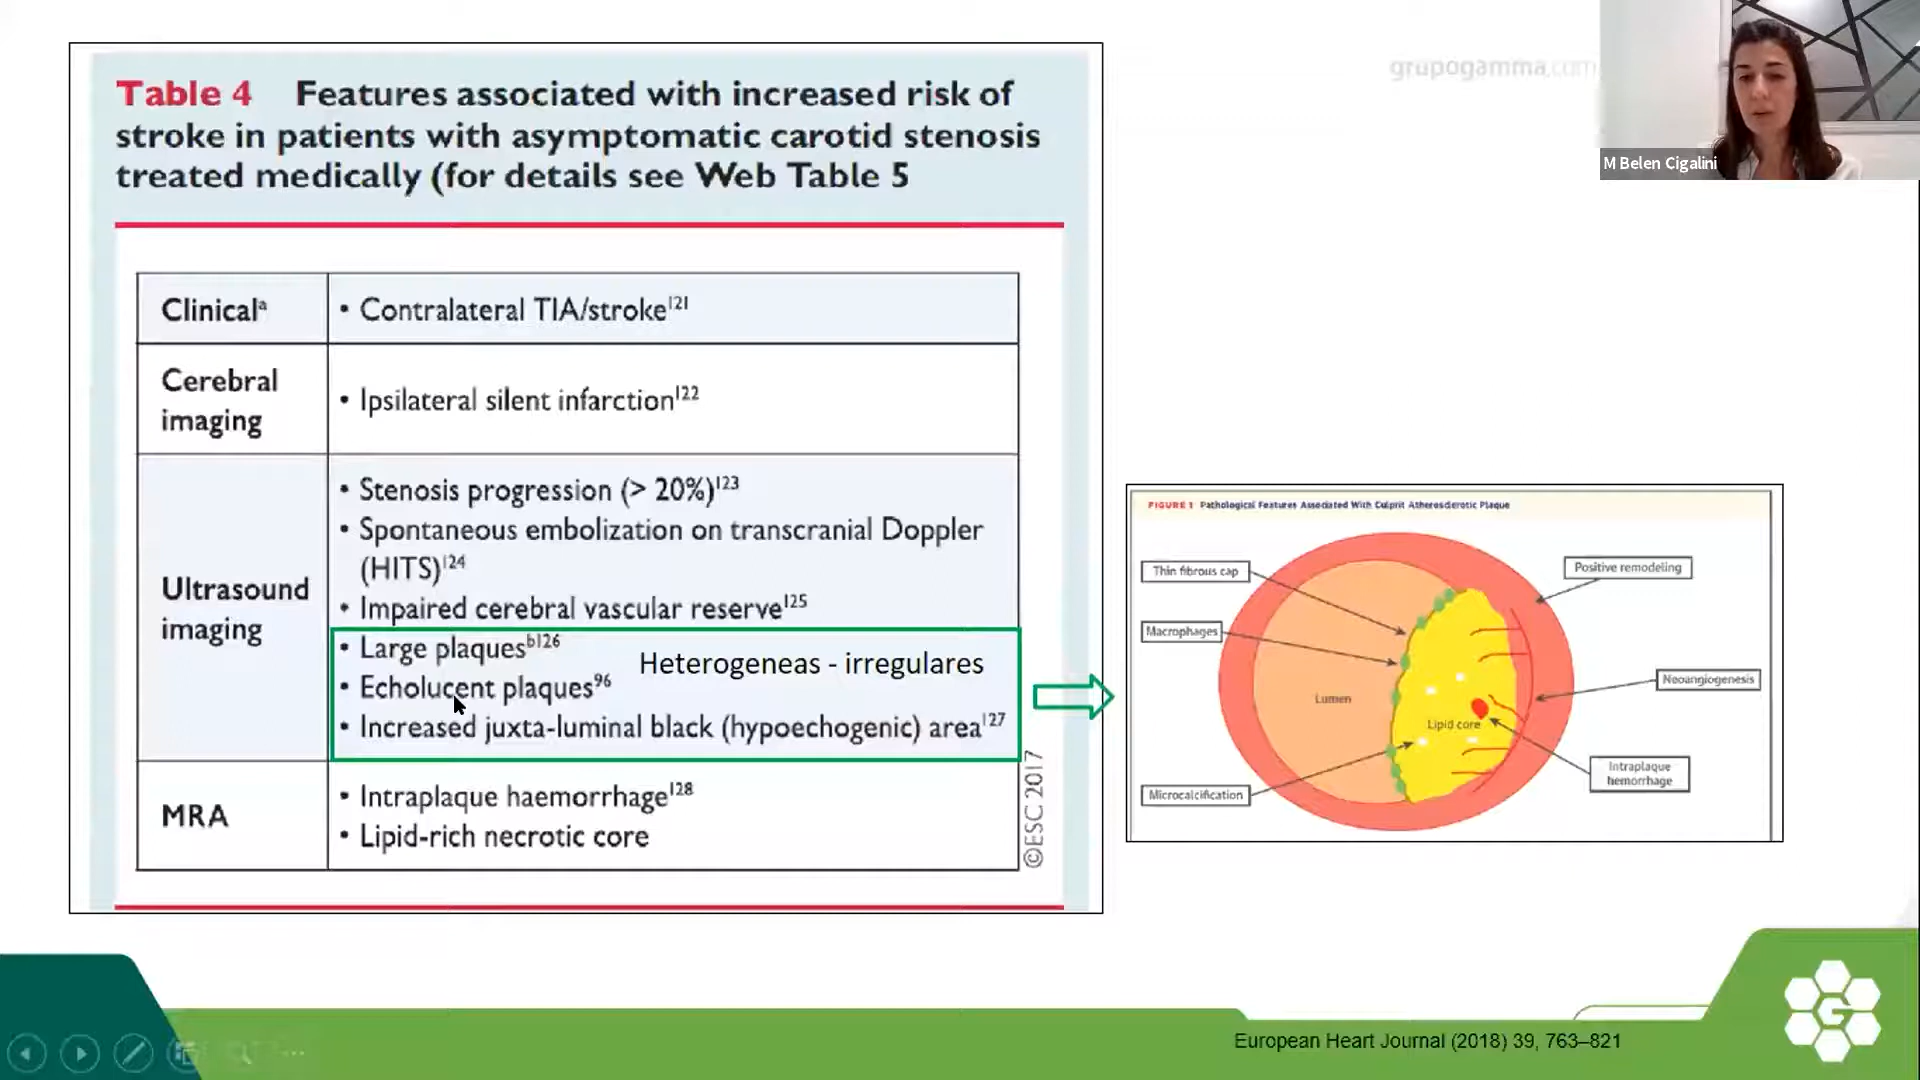 grupogamma.com
M Belen Cigalini
Table 4 Features associated with increased risk of
stroke in patients with asymptomatic carotid stenosis
treated medically (for details see Web Table 5
Clinicalᵃ
• Contralateral TIA/stroke¹²¹
Cerebral
imaging
• Ipsilateral silent infarction¹²²
Ultrasound
imaging
• Stenosis progression (> 20%)¹²³
• Spontaneous embolization on transcranial Doppler
(HITS)¹²⁴
• Impaired cerebral vascular reserve¹²⁵
• Large plaquesᵇ¹²⁶
Heterogeneas - irregulares
• Echolucent plaques⁹⁶
• Increased juxta-luminal black (hypoechogenic) area¹²⁷
MRA
• Intraplaque haemorrhage¹²⁸
• Lipid-rich necrotic core
©ESC 2017
FIGURE 1 Pathological Features Associated With Culprit Atherosclerotic Plaque
Thin fibrous cap
Positive remodeling
Macrophages
Neoangiogenesis
Lumen
Lipid core
Intraplaque
hemorrhage
Microcalcification
European Heart Journal (2018) 39, 763–821
G